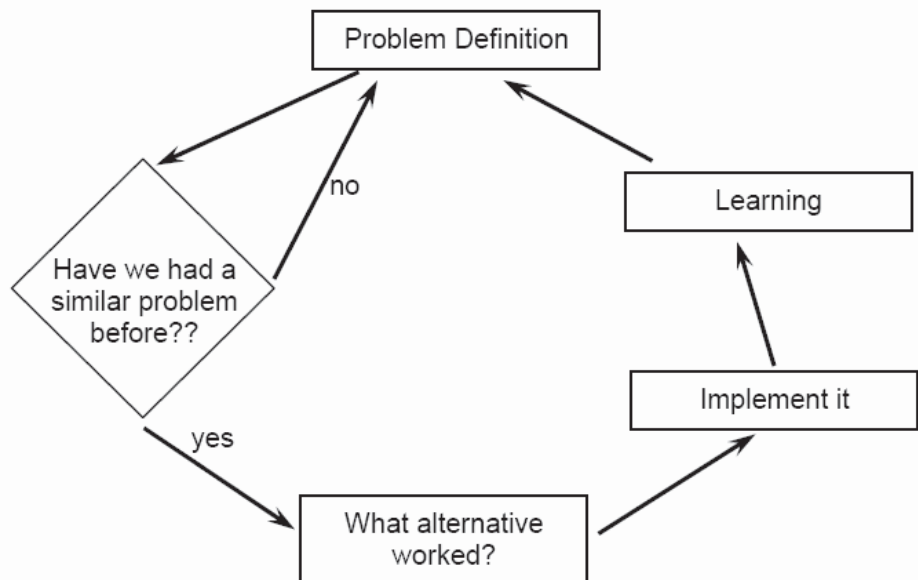 Problem Definition
no
Learning
Have we had a
similar problem
before??
Implement it
yes
What alternative
worked?